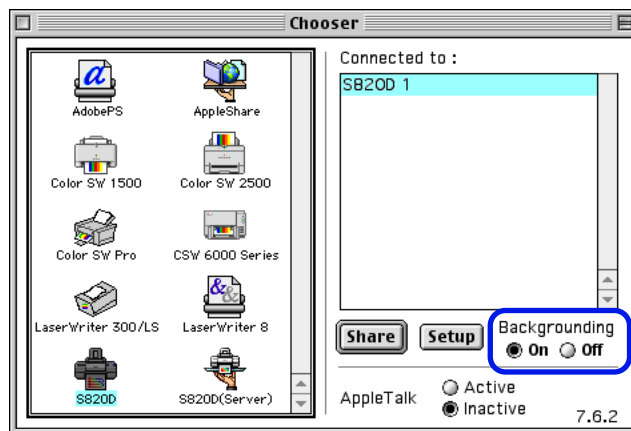 Chooser
AdobePS
AppleShare
Color SW 1500
Color SW 2500
Color SW Pro
CSW 6000 Series
LaserWriter 300/LS
LaserWriter 8
S820D
S820D(Server)
Connected to :
S820D 1
Share
Setup
Backgrounding
On
Off
AppleTalk
Active
Inactive
7.6.2